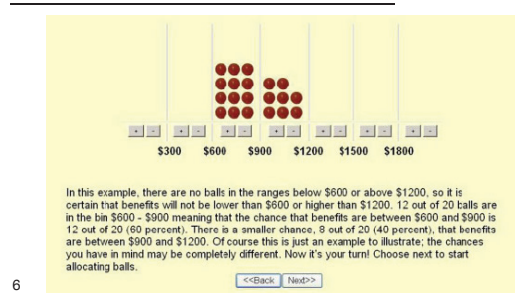 + - + - + - + - + - + - + -
$300 $600 $900 $1200 $1500 $1800
In this example, there are no balls in the ranges below $600 or above $1200, so it is
certain that benefits will not be lower than $600 or higher than $1200. 12 out of 20 balls are
in the bin $600 - $900 meaning that the chance that benefits are between $600 and $900 is
12 out of 20 (60 percent). There is a smaller chance, 8 out of 20 (40 percent), that benefits
are between $900 and $1200. Of course this is just an example to illustrate; the chances
you have in mind may be completely different. Now it's your turn! Choose next to start
allocating balls.
<<Back Next>>
6